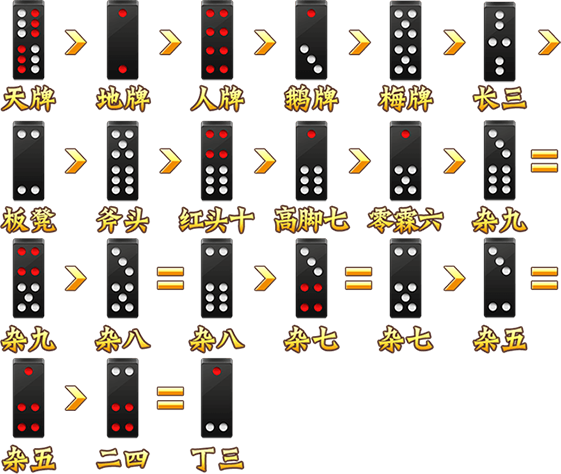 天牌 > 地牌 > 人牌 > 鹅牌 > 梅牌 > 长三 >
板凳 > 斧头 > 红头十 > 高脚七 > 零霖六 > 杂九 =
杂九 > 杂八 = 杂八 > 杂七 = 杂七 > 杂五 =
杂五 > 二四 = 丁三